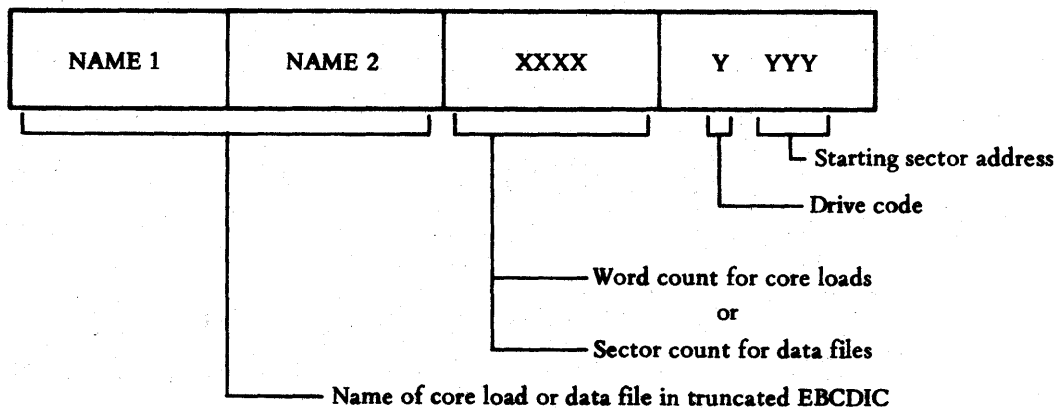 NAME 1 NAME 2 XXXX Y YYY
Starting sector address
Drive code
Word count for core loads
or
Sector count for data files
Name of core load or data file in truncated EBCDIC